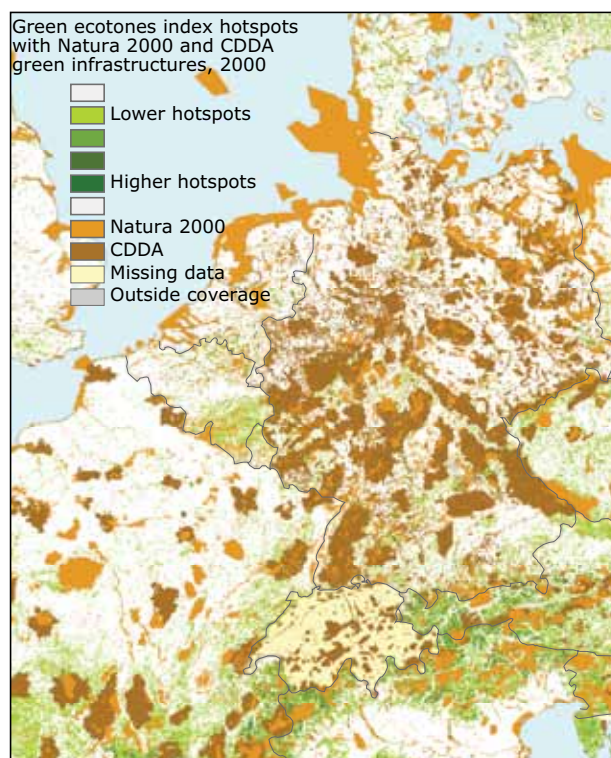 Green ecotones index hotspots
with Natura 2000 and CDDA
green infrastructures, 2000
Lower hotspots
Higher hotspots
Natura 2000
CDDA
Missing data
Outside coverage